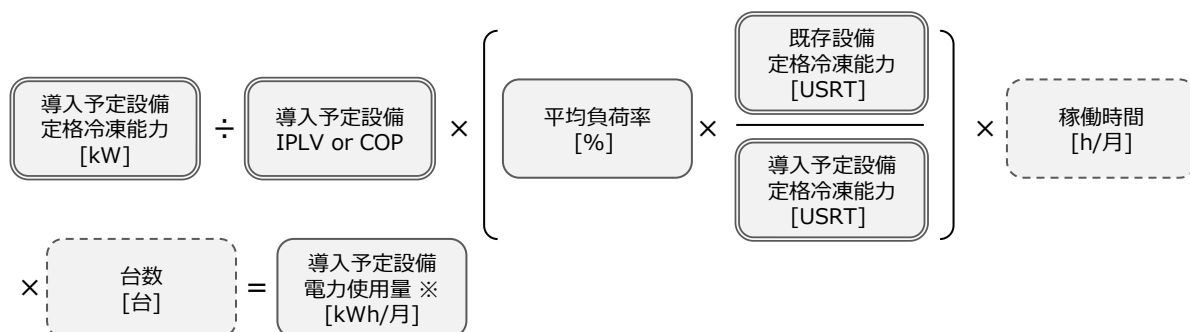 導入予定設備
定格冷凍能力
[kW]
÷
導入予定設備
IPLV or COP
×
平均負荷率
[%]
×
既存設備
定格冷凍能力
[USRT]
導入予定設備
定格冷凍能力
[USRT]
×
稼働時間
[h/月]
×
台数
[台]
=
導入予定設備
電力使用量 ※
[kWh/月]